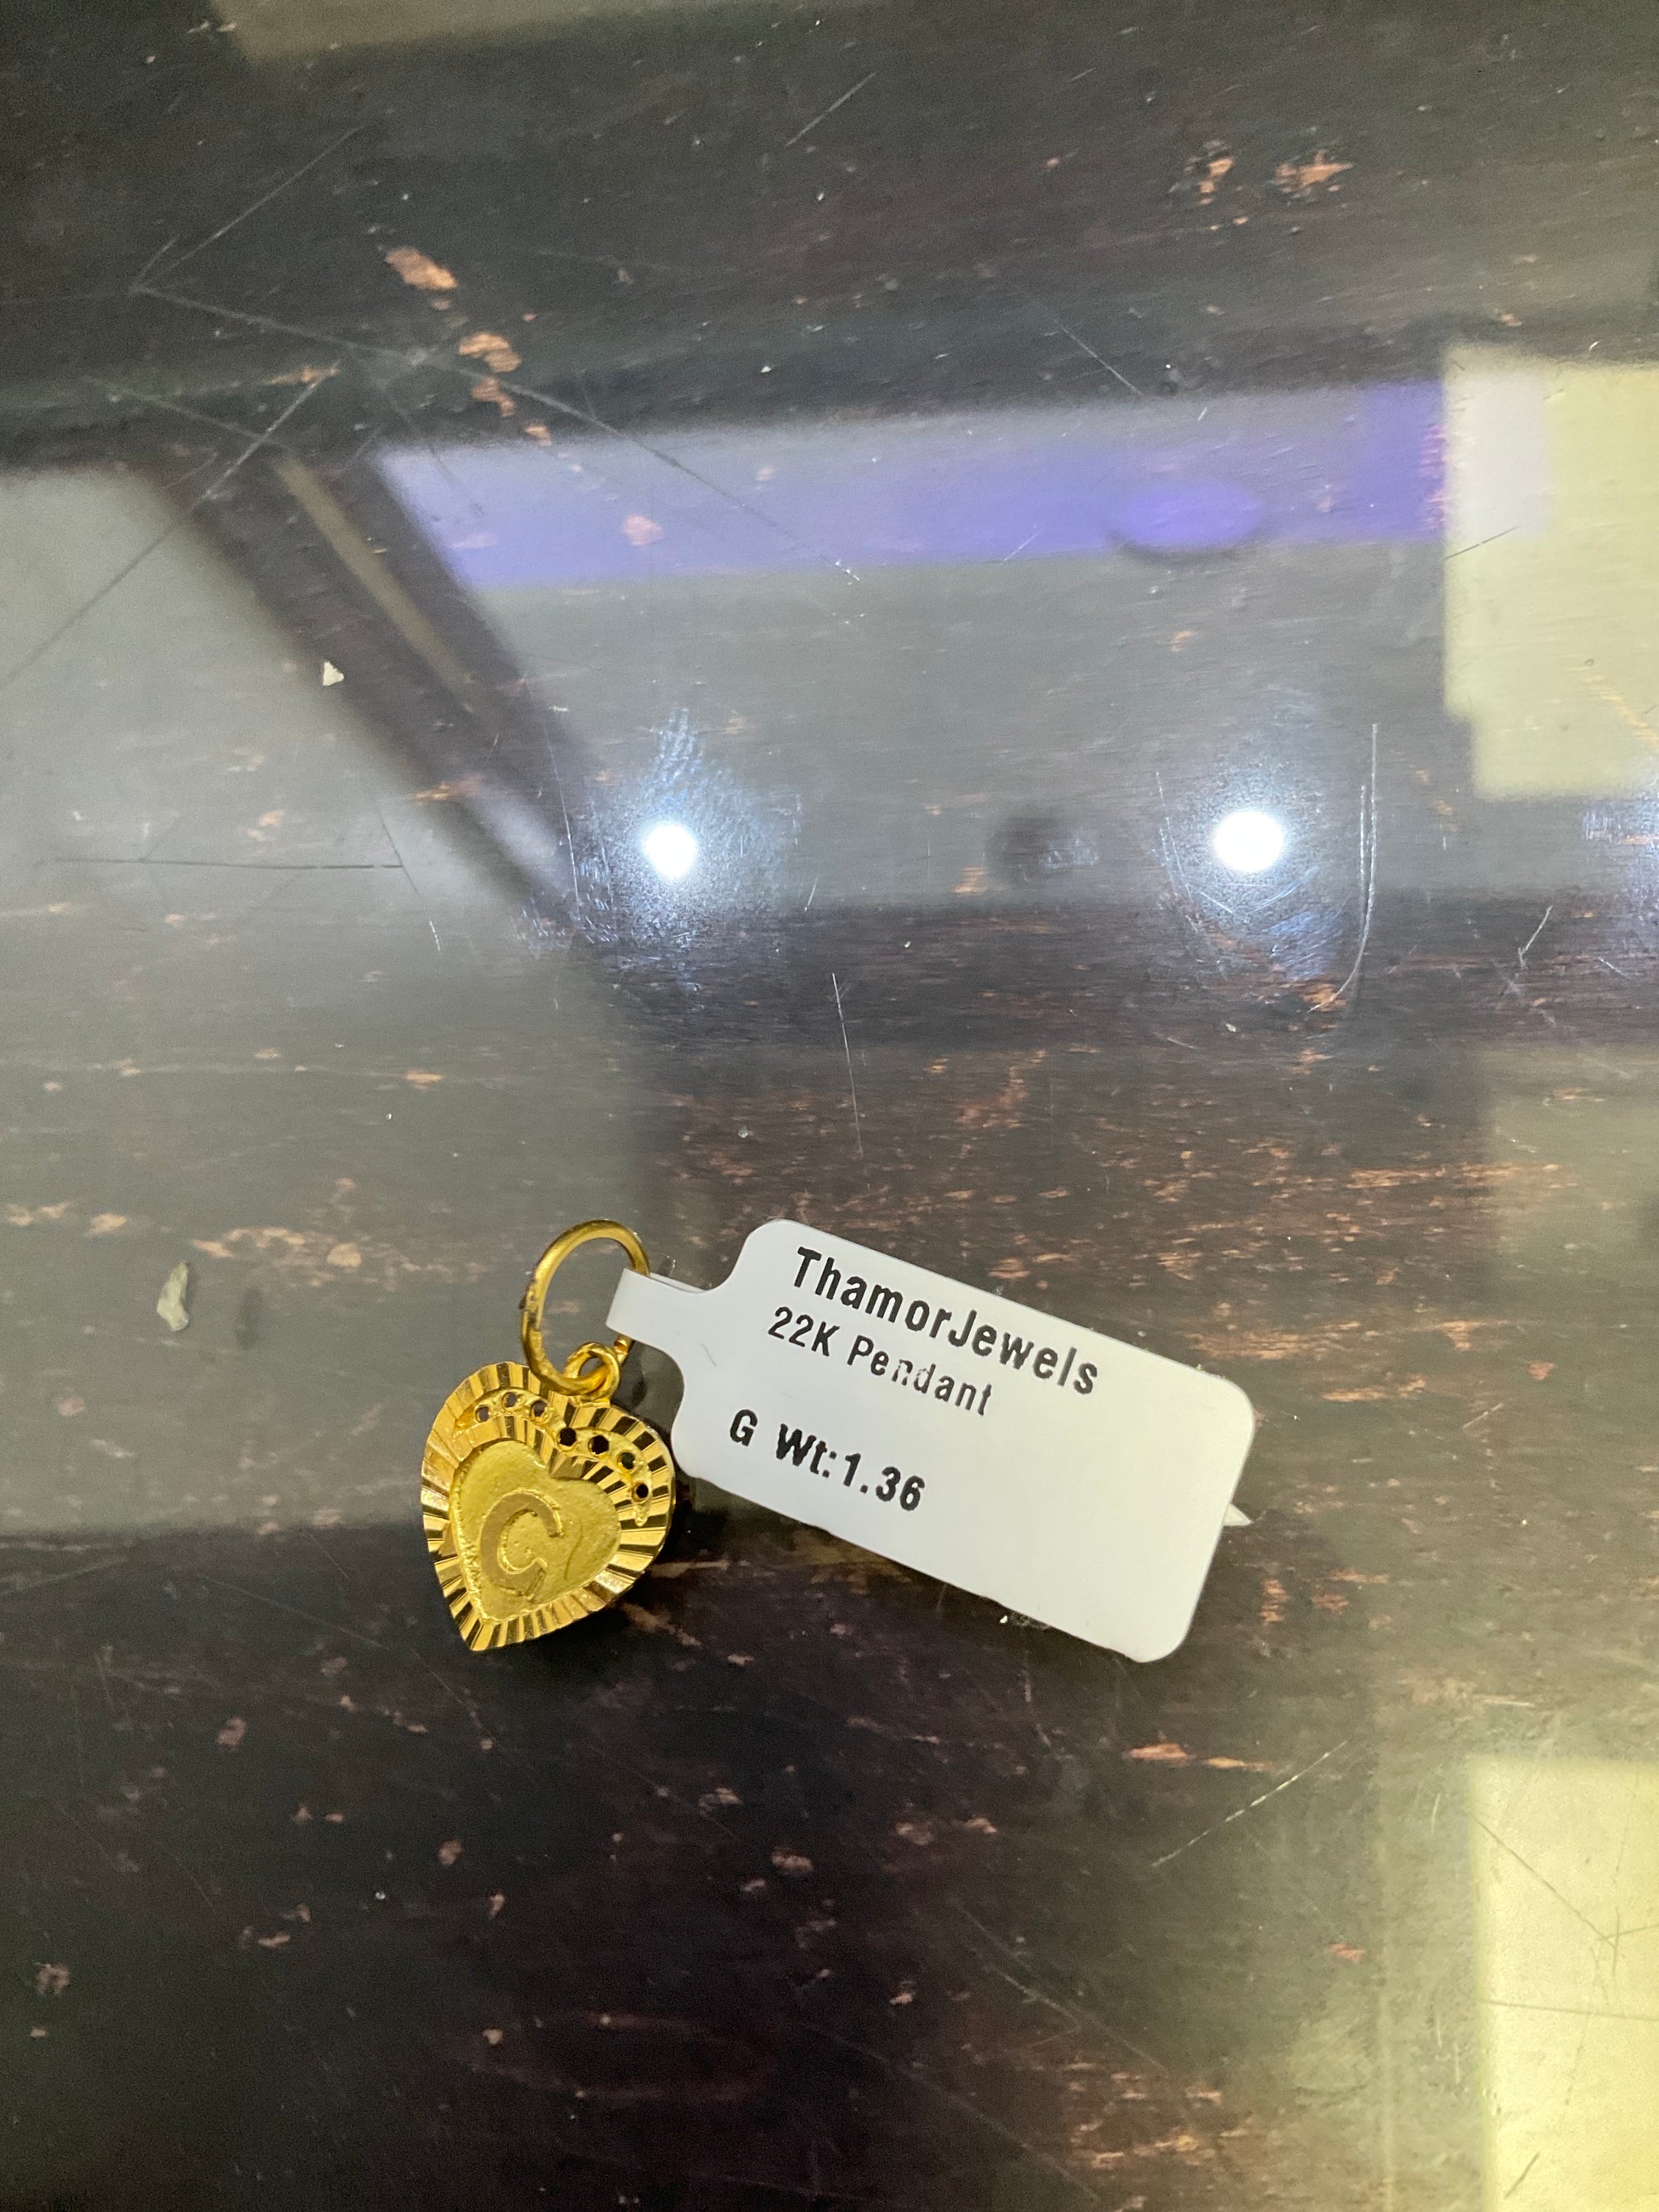 ThamorJewels
22K Pendant
G Wt:1.36
C